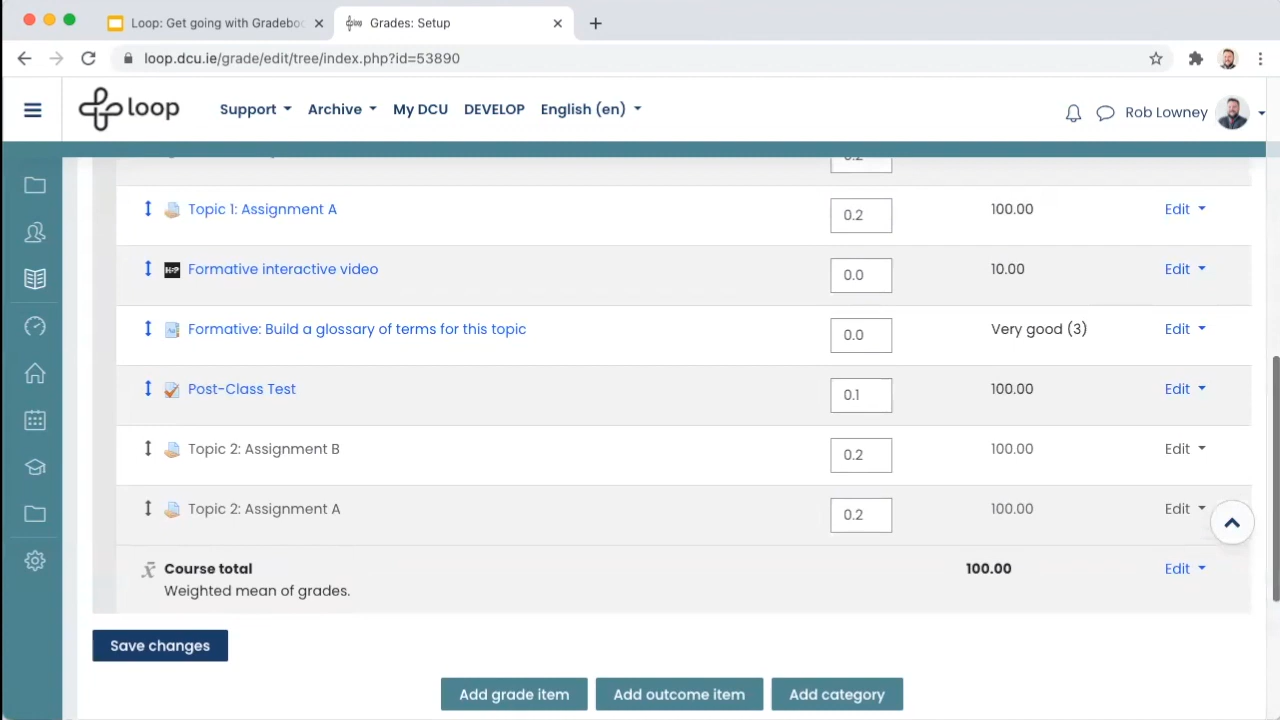 Loop: Get going with Gradeboo
Grades: Setup
loop.dcu.ie/grade/edit/tree/index.php?id=53890
loop
Support
Archive
My DCU
DEVELOP
English (en)
Rob Lowney
0.2
Topic 1: Assignment A 0.2 100.00 Edit
H-P Formative interactive video 0.0 10.00 Edit
Formative: Build a glossary of terms for this topic 0.0 Very good (3) Edit
Post-Class Test 0.1 100.00 Edit
Topic 2: Assignment B 0.2 100.00 Edit
Topic 2: Assignment A 0.2 100.00 Edit
Course total 100.00 Edit
Weighted mean of grades.
Save changes
Add grade item
Add outcome item
Add category